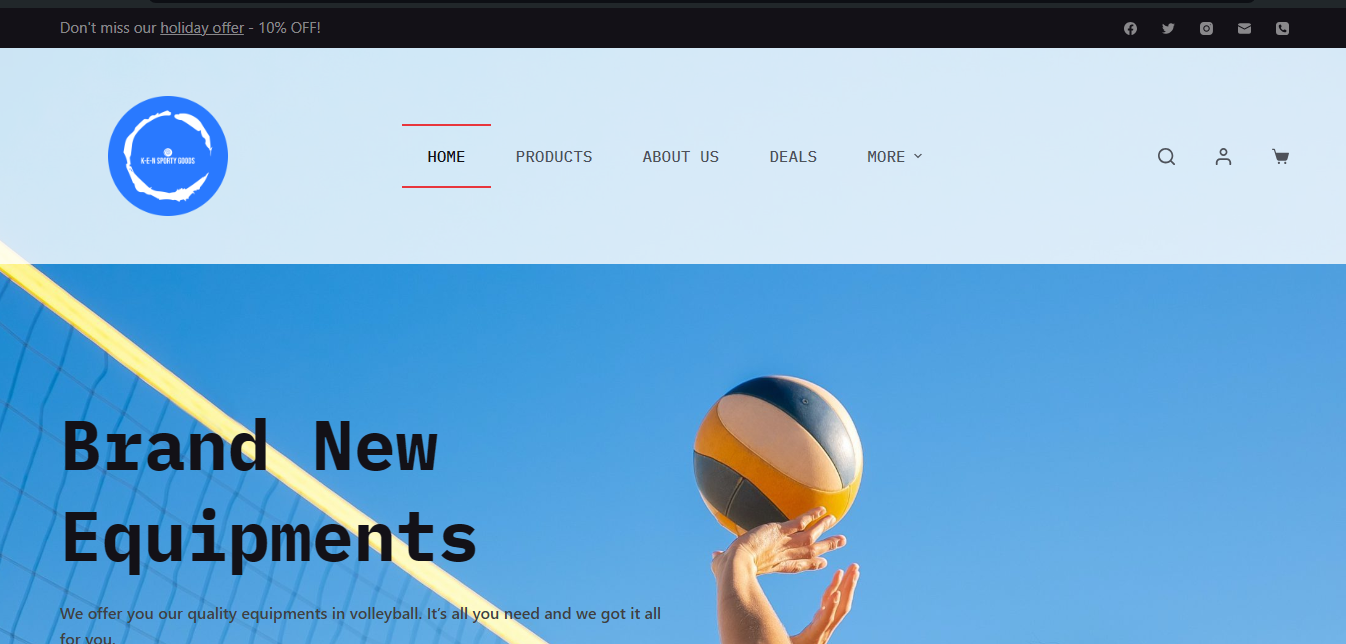 Don't miss our holiday offer - 10% OFF!
K-E-N SPORTY GOODS
HOME PRODUCTS ABOUT US DEALS MORE
Brand New
Equipments
We offer you our quality equipments in volleyball. It's all you need and we got it all
for you.